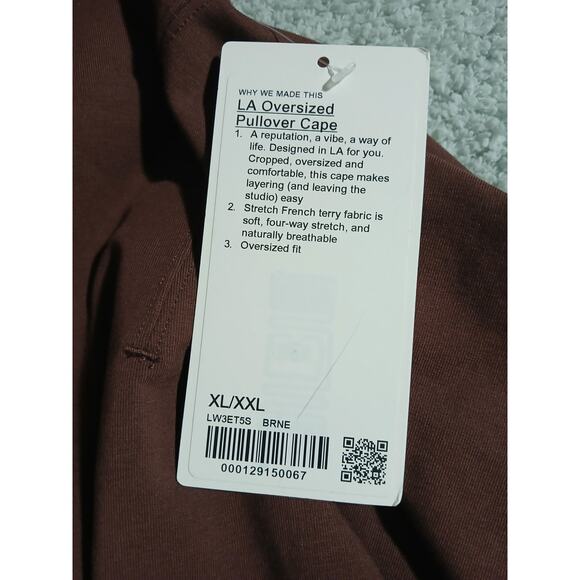 WHY WE MADE THIS
LA Oversized
Pullover Cape
1. A reputation, a vibe, a way of
life. Designed in LA for you.
Cropped, oversized and
comfortable, this cape makes
layering (and leaving the
studio) easy
2. Stretch French terry fabric is
soft, four-way stretch, and
naturally breathable
3. Oversized fit
XL/XXL
LW3ET5S BRNE
000129150067